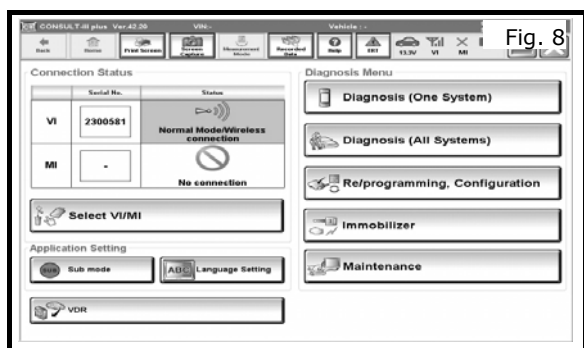 CONSULT-III plus Ver.42.20 VIN:- Vehicle : -
Fig. 8
Back Home Print Screen Screen Capture Measurement Mode Recorded Data Help ERT 13.3V VI MI
Connection Status
Serial No. Status
VI 2300581 Normal Mode/Wireless connection
MI - No connection
Select VI/MI
Application Setting
SUB Sub mode ABC Language Setting
VDR
Diagnosis Menu
Diagnosis (One System)
Diagnosis (All Systems)
Re/programming, Configuration
Immobilizer
Maintenance